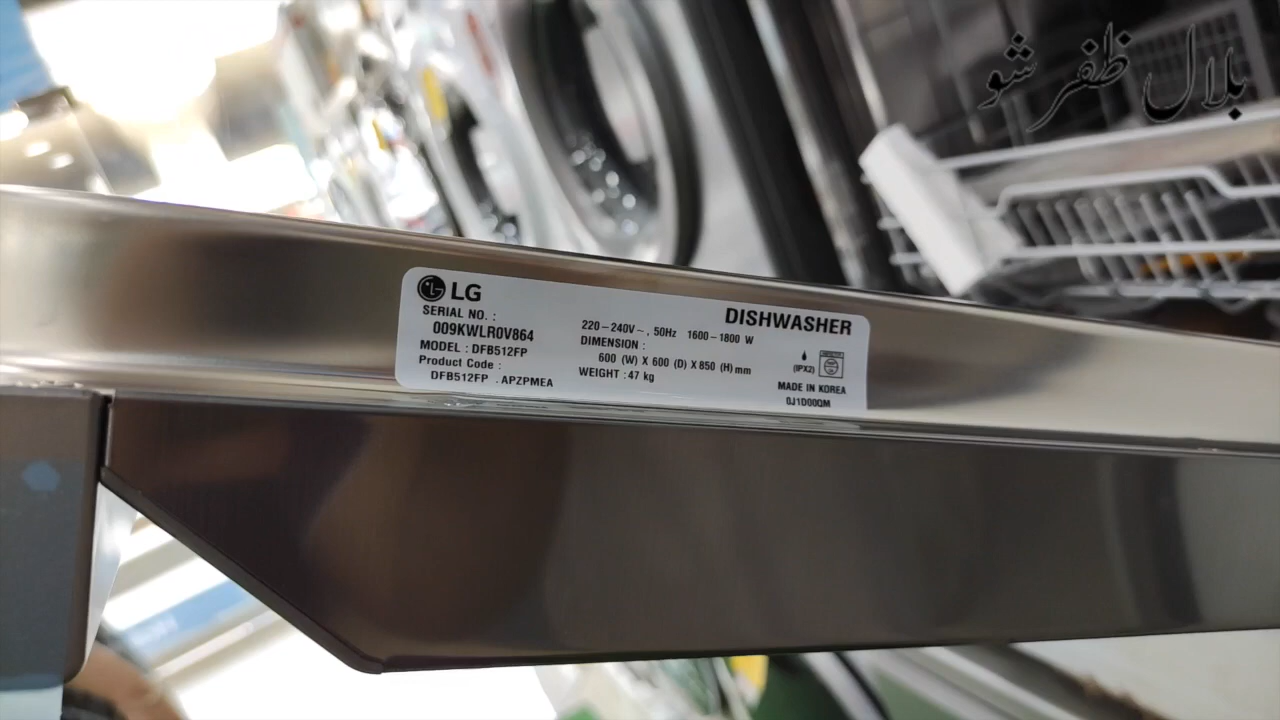 بلال ظفر شو
LG
SERIAL NO. :
009KWLR0V864
MODEL : DFB512FP
Product Code :
DFB512FP . APZPMEA
220–240V~, 50Hz 1600–1800 W
DIMENSION :
600 (W) X 600 (D) X 850 (H) mm
WEIGHT : 47 kg
DISHWASHER
(IPX2)
MADE IN KOREA
0J1D00QM